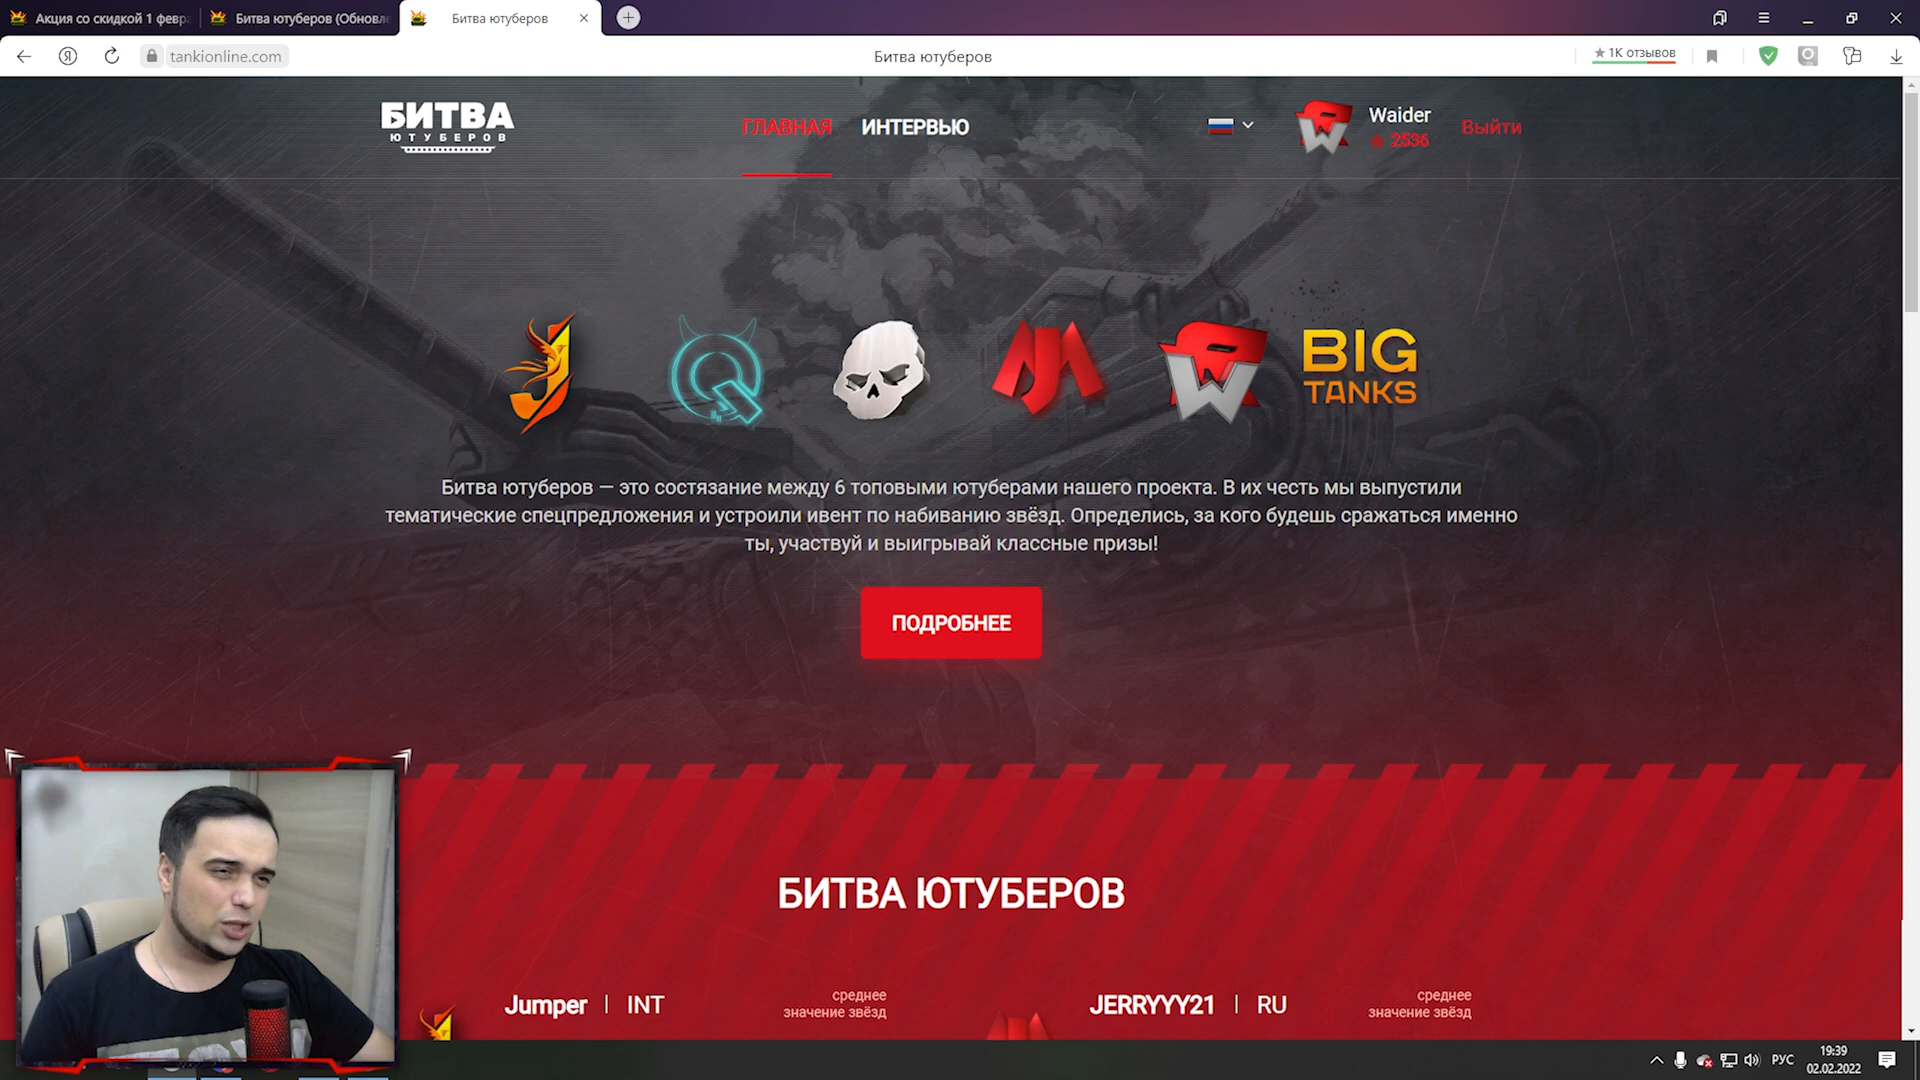 Акция со скидкой 1 февр
Битва ютуберов (Обновле
Битва ютуберов
tankionline.com
Битва ютуберов
1K отзывов
БИТВА
ЮТУБЕРОВ
ГЛАВНАЯ
ИНТЕРВЬЮ
Waider
2536
Выйти
BIG
TANKS
Битва ютуберов — это состязание между 6 топовыми ютуберами нашего проекта. В их честь мы выпустили
тематические спецпредложения и устроили ивент по набиванию звёзд. Определись, за кого будешь сражаться именно
ты, участвуй и выигрывай классные призы!
ПОДРОБНЕЕ
БИТВА ЮТУБЕРОВ
Jumper | INT
среднее
значение звёзд
JERRYYY21 | RU
среднее
значение звёзд
РУС
19:39
02.02.2022